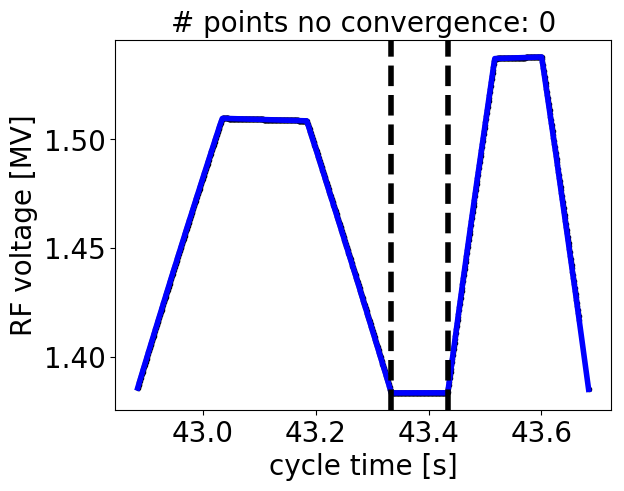 # points no convergence: 0
RF voltage [MV]
1.50
1.45
1.40
43.0 43.2 43.4 43.6
cycle time [s]